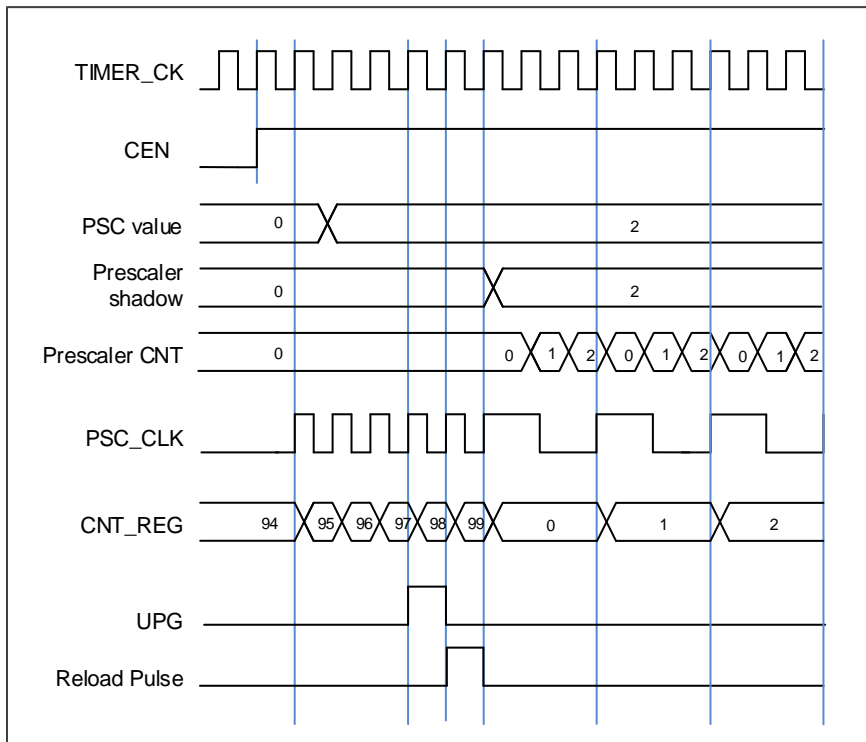 TIMER_CK
CEN
PSC value 0 2
Prescaler
shadow 0 2
Prescaler CNT 0 0 1 2 0 1 2 0 1 2
PSC_CLK
CNT_REG 94 95 96 97 98 99 0 1 2
UPG
Reload Pulse